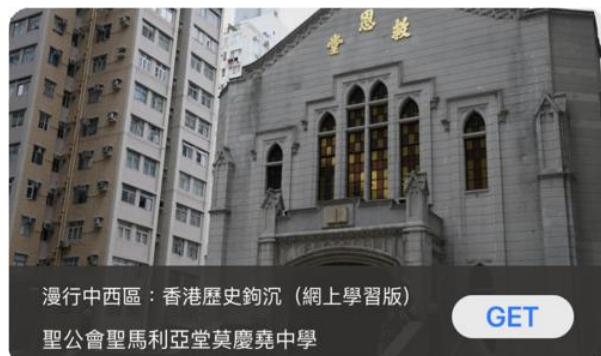 救恩堂
漫行中西區：香港歷史鉤沉（網上學習版）
聖公會聖馬利亞堂莫慶堯中學
GET